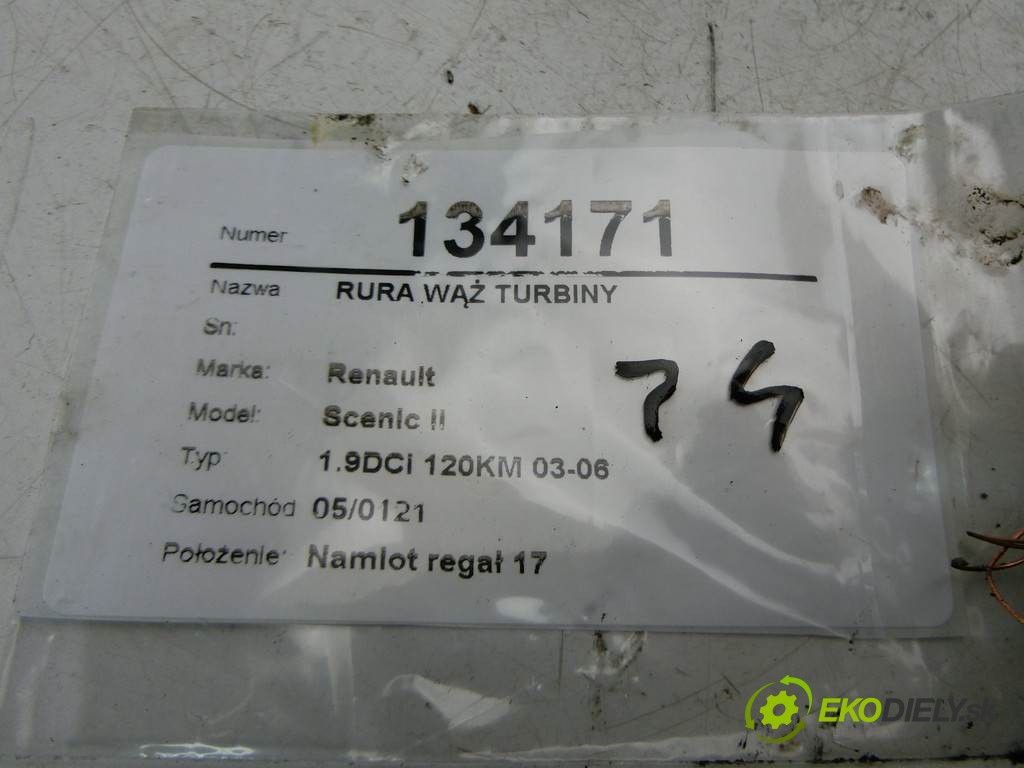 Numer 134171
Nazwa RURA WĄŻ TURBINY
Sn:
Marka: Renault
Model: Scenic II
Typ: 1.9DCi 120KM 03-06
Samochód 05/0121
Położenie: Namiot regał 17
74
EKODIELY.sk